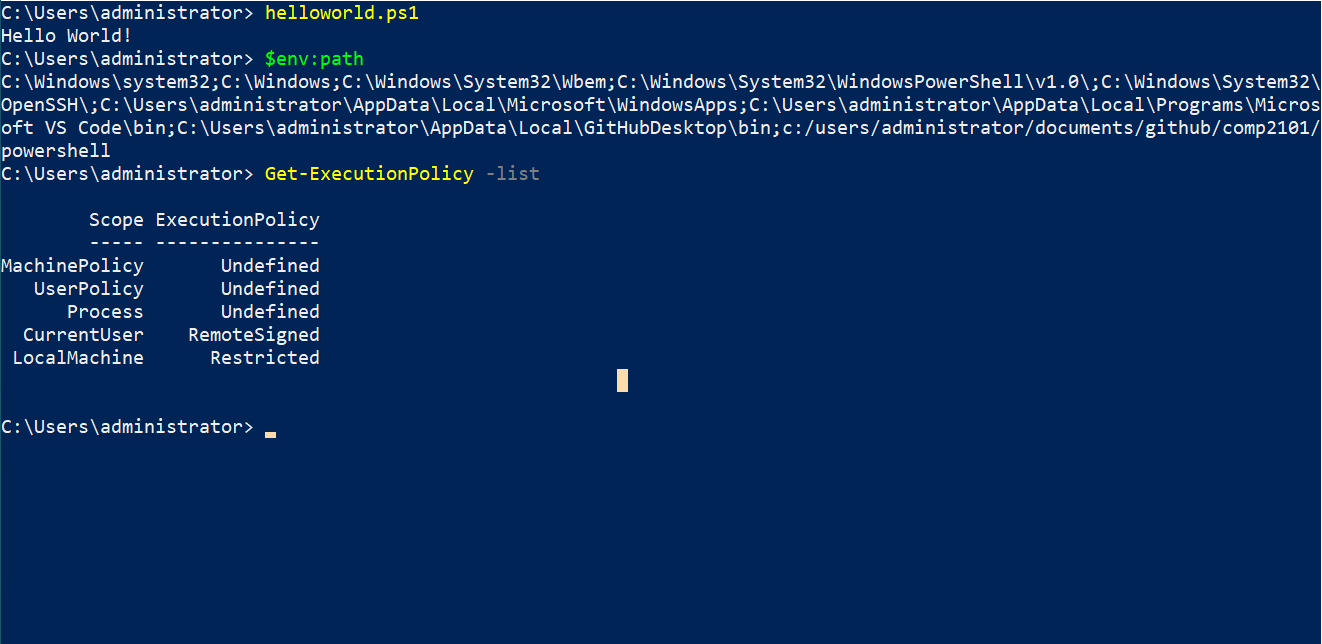 C:\Users\administrator> helloworld.ps1
Hello World!
C:\Users\administrator> $env:path
C:\Windows\system32;C:\Windows;C:\Windows\System32\Wbem;C:\Windows\System32\WindowsPowerShell\v1.0\;C:\Windows\System32\
OpenSSH\;C:\Users\administrator\AppData\Local\Microsoft\WindowsApps;C:\Users\administrator\AppData\Local\Programs\Micros
oft VS Code\bin;C:\Users\administrator\AppData\Local\GitHubDesktop\bin;c:/users/administrator/documents/github/comp2101/
powershell
C:\Users\administrator> Get-ExecutionPolicy -list
        Scope ExecutionPolicy
        ----- ---------------
MachinePolicy       Undefined
   UserPolicy       Undefined
      Process       Undefined
  CurrentUser    RemoteSigned
 LocalMachine      Restricted
C:\Users\administrator>